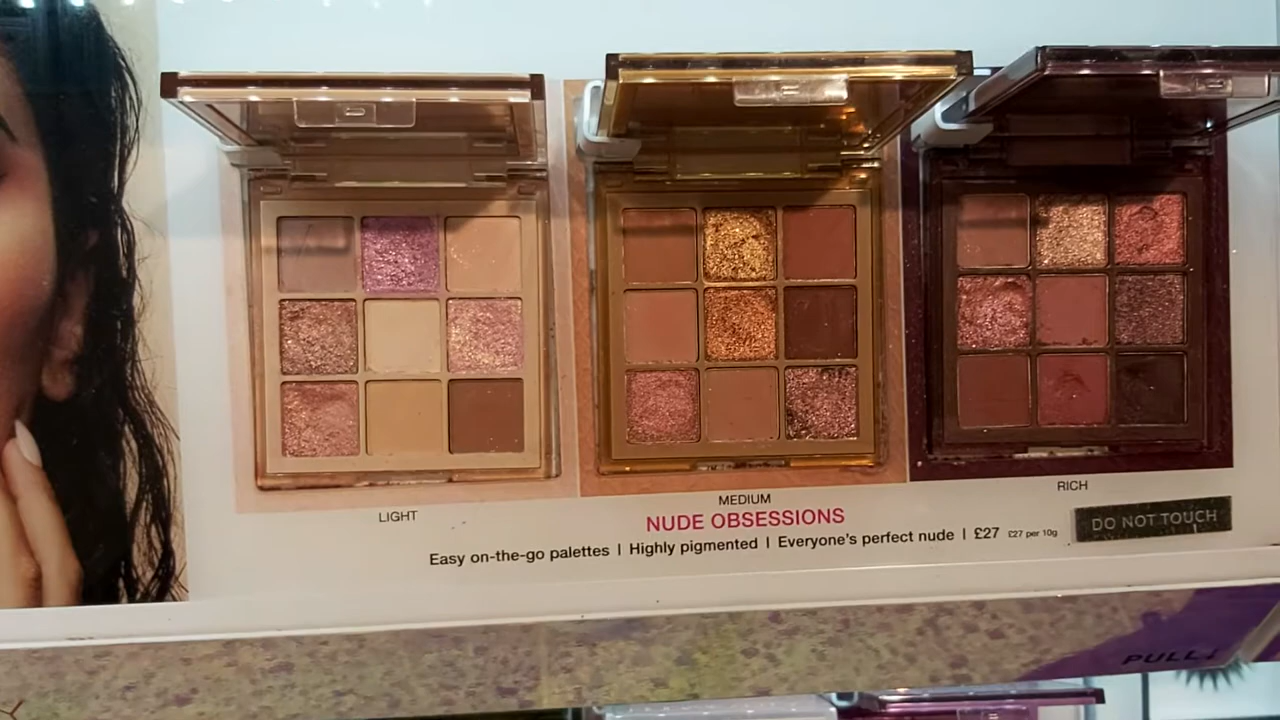 LIGHT
MEDIUM
RICH
NUDE OBSESSIONS
Easy on-the-go palettes | Highly pigmented | Everyone's perfect nude | £27 £27 per 10g
DO NOT TOUCH
PULL↓